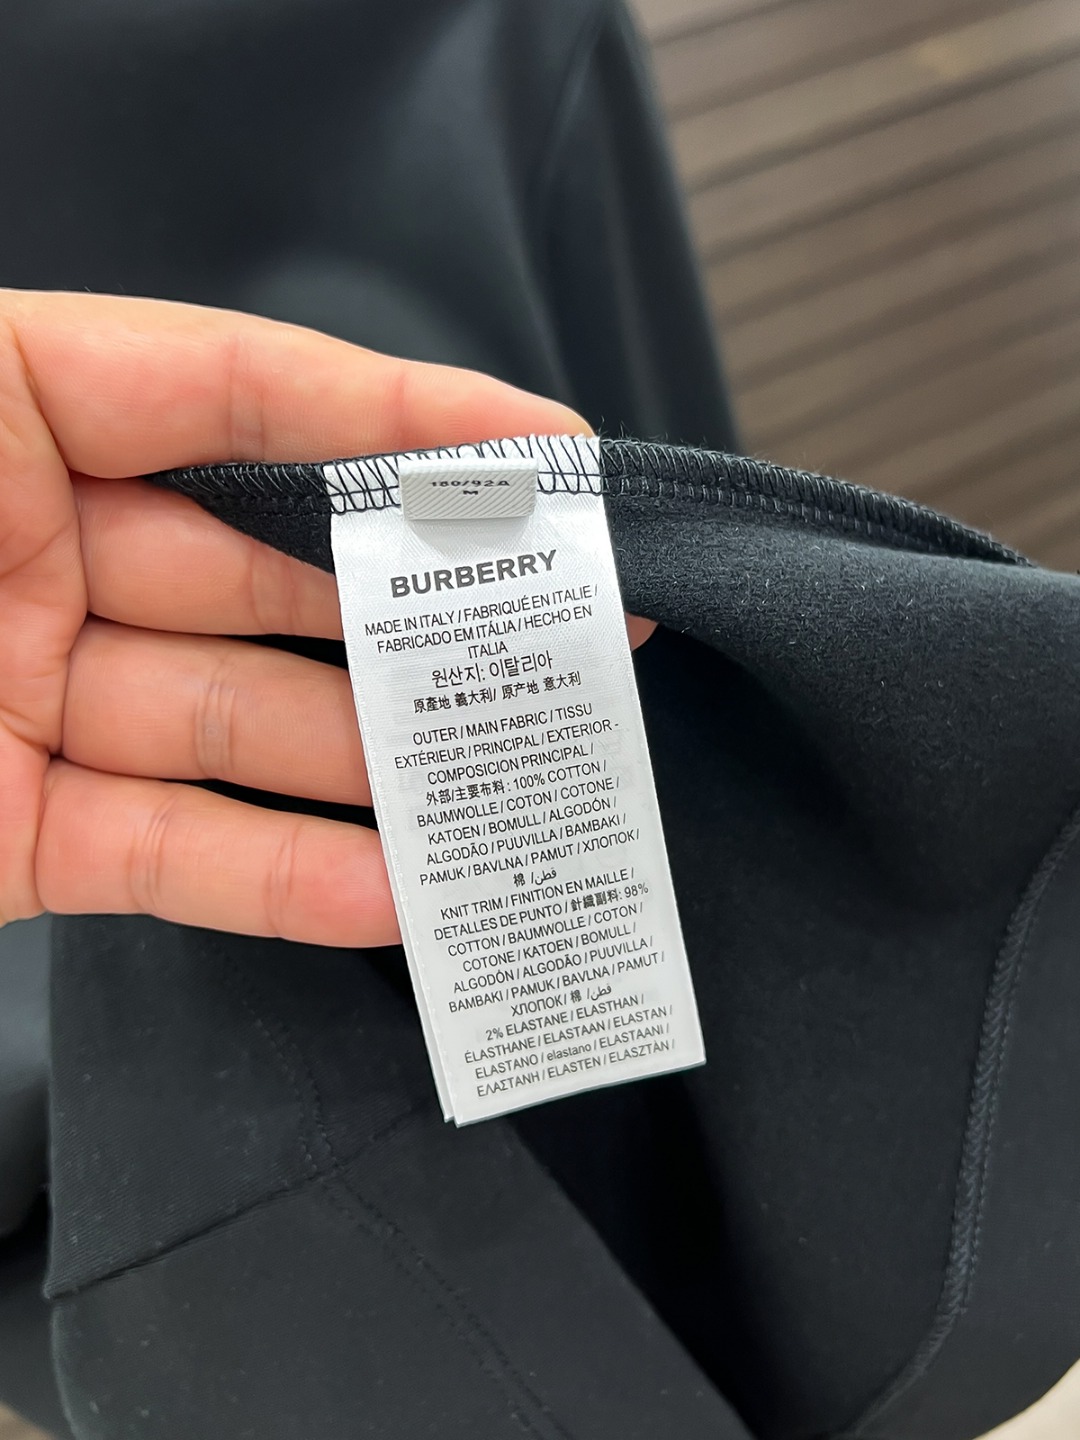 180/92A
M
BURBERRY
MADE IN ITALY / FABRIQUÉ EN ITALIE /
FABRICADO EM ITÁLIA / HECHO EN
ITALIA
원산지: 이탈리아
原產地 義大利/ 原产地 意大利
OUTER / MAIN FABRIC / TISSU
EXTÉRIEUR / PRINCIPAL / EXTERIOR -
COMPOSICION PRINCIPAL /
外部/主要布料 : 100% COTTON /
BAUMWOLLE / COTON / COTONE /
KATOEN / BOMULL / ALGODÓN /
ALGODÃO / PUUVILLA / BAMBAKI /
PAMUK / BAVLNA / PAMUT / ХЛОПОК /
棉 /قطن
KNIT TRIM / FINITION EN MAILLE /
DETALLES DE PUNTO / 針織副料: 98%
COTTON / BAUMWOLLE / COTON /
COTONE / KATOEN / BOMULL /
ALGODÓN / ALGODÃO / PUUVILLA /
BAMBAKI / PAMUK / BAVLNA / PAMUT /
ХЛОПОК / 棉 /قطن
2% ELASTANE / ELASTHAN /
ÉLASTHANE / ELASTAAN / ELASTAN /
ELASTANO / elastano / ELASTAANI /
ΕΛΑΣΤΑΝΗ / ELASTEN / ELASZTÁN /